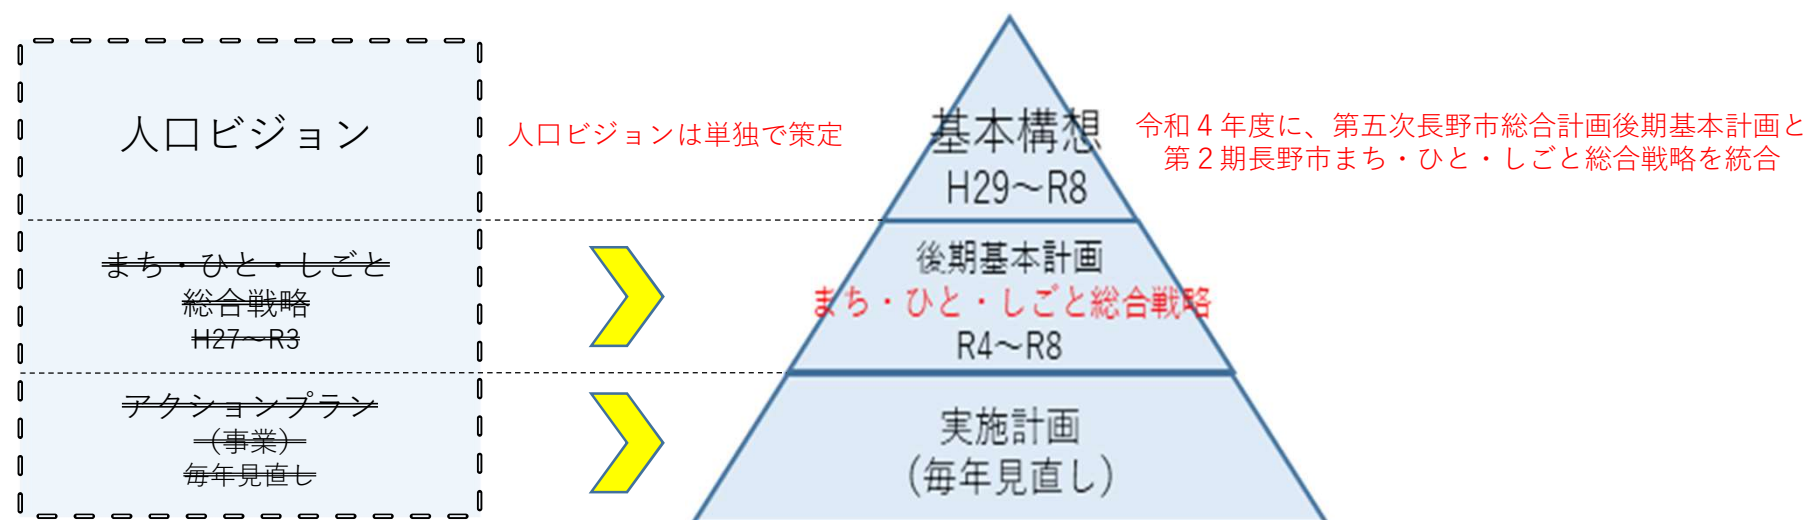 人口ビジョン
まち・ひと・しごと
総合戦略
H27～R3
アクションプラン
（事業）
毎年見直し
人口ビジョンは単独で策定
基本構想
H29～R8
後期基本計画
まち・ひと・しごと総合戦略
R4～R8
実施計画
（毎年見直し）
令和４年度に、第五次長野市総合計画後期基本計画と
第２期長野市まち・ひと・しごと総合戦略を統合